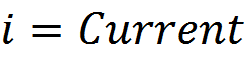 i = Current